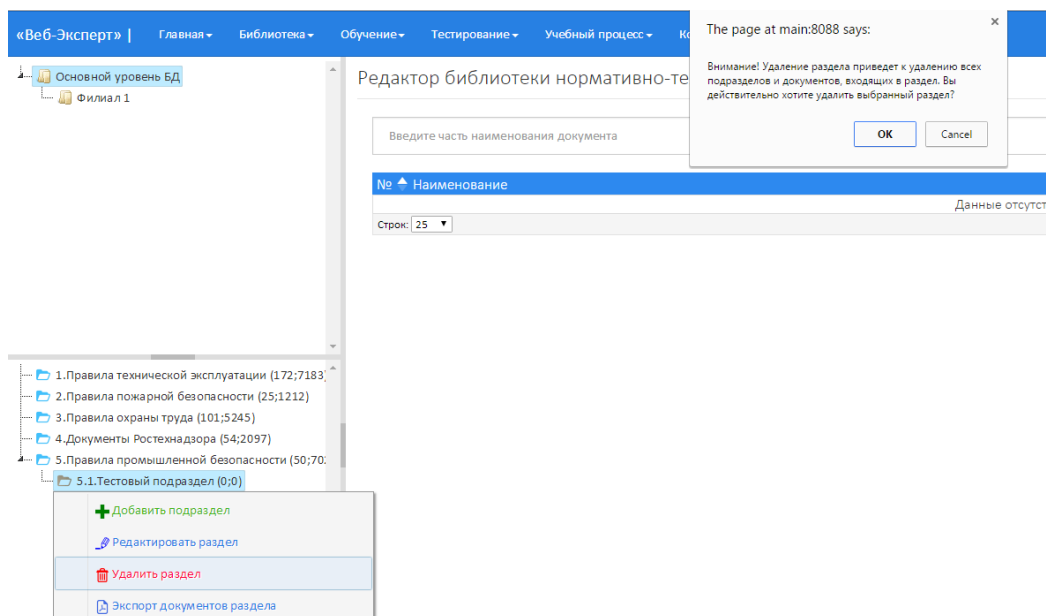 «Веб-Эксперт» | Главная Библиотека Обучение Тестирование Учебный процесс
The page at main:8088 says:
Внимание! Удаление раздела приведет к удалению всех
подразделов и документов, входящих в раздел. Вы
действительно хотите удалить выбранный раздел?
OK Cancel
Основной уровень БД
Филиал 1
Редактор библиотеки
Введите часть наименования документа
№ Наименование
Данные
Строк: 25
1.Правила технической эксплуатации (172;7183)
2.Правила пожарной безопасности (25;1212)
3.Правила охраны труда (101;5245)
4.Документы Ростехнадзора (54;2097)
5.Правила промышленной безопасности (50;70
5.1.Тестовый подраздел (0;0)
Добавить подраздел
Редактировать раздел
Удалить раздел
Экспорт документов раздела